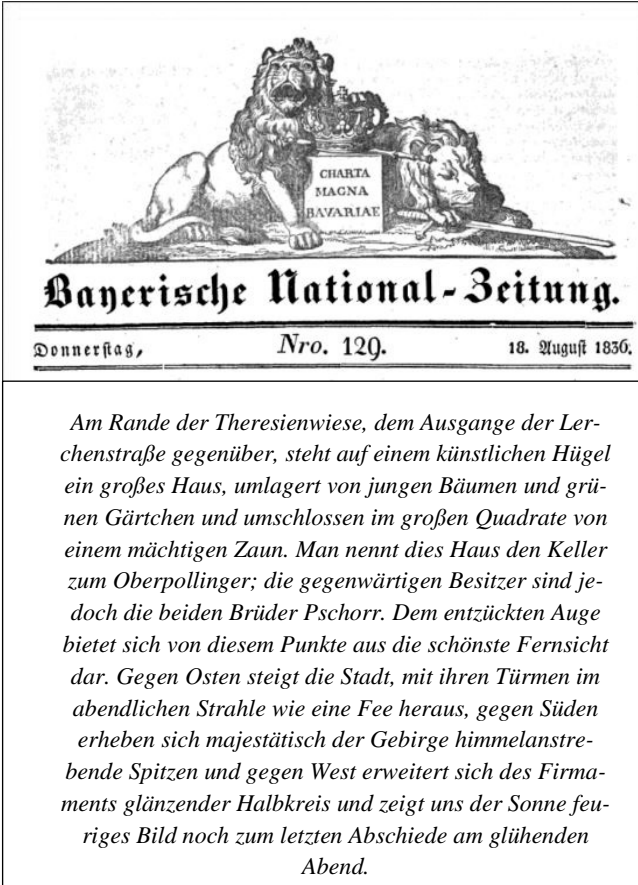 CHARTA
MAGNA
BAVARIAE
Bayerische National-Zeitung.
Donnerstag, Nro. 129. 18. August 1836.
Am Rande der Theresienwiese, dem Ausgange der Ler-
chenstraße gegenüber, steht auf einem künstlichen Hügel
ein großes Haus, umlagert von jungen Bäumen und grü-
nen Gärtchen und umschlossen im großen Quadrate von
einem mächtigen Zaun. Man nennt dies Haus den Keller
zum Oberpollinger; die gegenwärtigen Besitzer sind je-
doch die beiden Brüder Pschorr. Dem entzückten Auge
bietet sich von diesem Punkte aus die schönste Fernsicht
dar. Gegen Osten steigt die Stadt, mit ihren Türmen im
abendlichen Strahle wie eine Fee heraus, gegen Süden
erheben sich majestätisch der Gebirge himmelanstre-
bende Spitzen und gegen West erweitert sich des Firma-
ments glänzender Halbkreis und zeigt uns der Sonne feu-
riges Bild noch zum letzten Abschiede am glühenden
Abend.